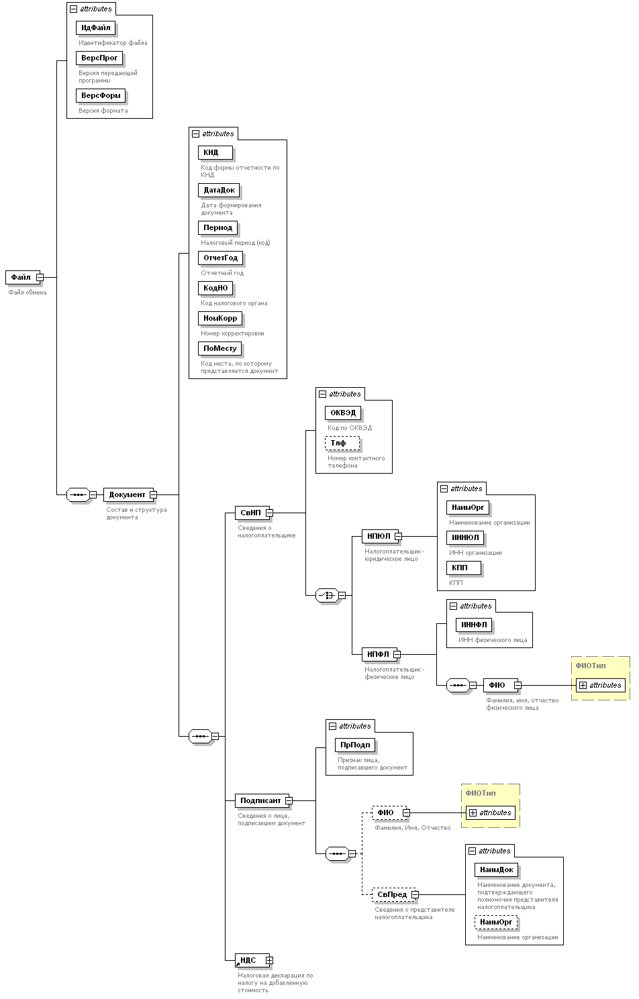 attributes
ИдФайл
Идентификатор файла
ВерсПрог
Версия передающей
программы
ВерсФорм
Версия формата
attributes
КНД
Код формы отчетности по
КНД
ДатаДок
Дата формирования
документа
Период
Налоговый период (код)
ОтчетГод
Отчетный год
КодНО
Код налогового органа
НомКорр
Номер корректировки
ПоМесту
Код места, по которому
представляется документ
Файл
Файл обмена
Документ
Состав и структура
документа
attributes
ОКВЭД
Код по ОКВЭД
Тлф
Номер контактного
телефона
СвНП
Сведения о
налогоплательщике
attributes
НаимОрг
Наименование организации
ИННЮЛ
ИНН организации
КПП
КПП
НПЮЛ
Налогоплательщик -
юридическое лицо
attributes
ИННФЛ
ИНН физического лица
НПФЛ
Налогоплательщик -
физическое лицо
ФИОТип
ФИО
attributes
Фамилия, имя, отчество
физического лица
attributes
ПрПодп
Признак лица,
подписавшего документ
Подписант
Сведения о лице,
подписавшем документ
ФИОТип
ФИО
attributes
Фамилия, Имя, Отчество
attributes
НаимДок
Наименование документа,
подтверждающего
полномочия представителя
налогоплательщика
НаимОрг
Наименование организации
СвПред
Сведения о представителе
налогоплательщика
НДС
Налоговая декларация по
налогу на добавленную
стоимость